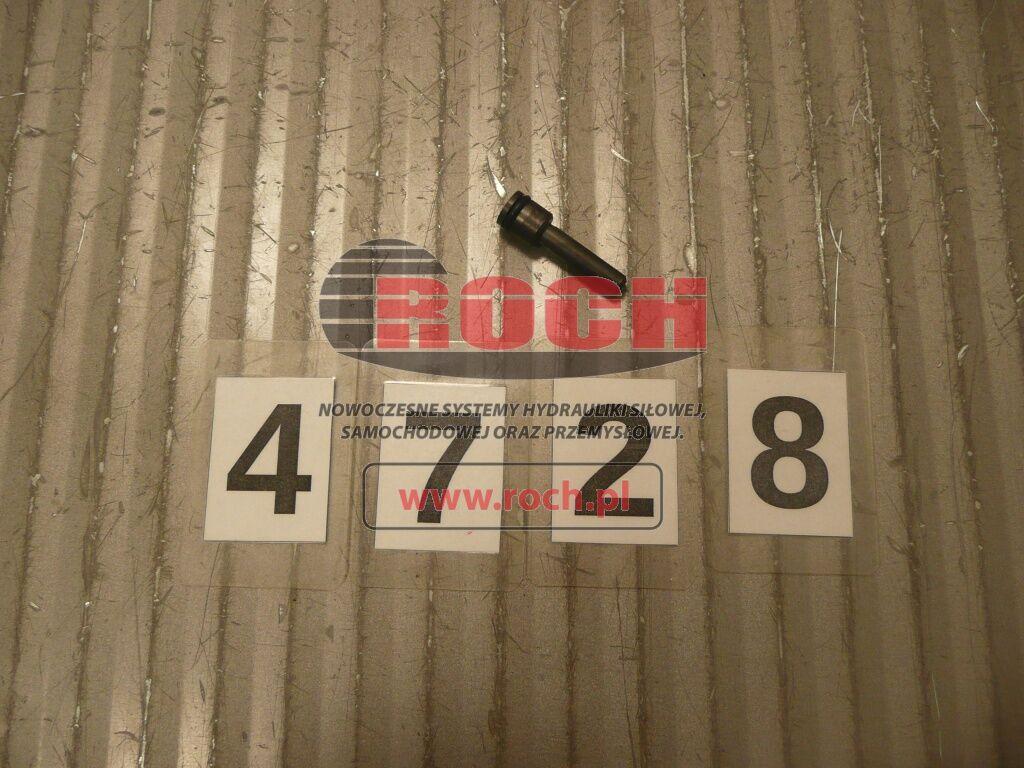 ROCH
NOWOCZESNE SYSTEMY HYDRAULIKI SIŁOWEJ,
SAMOCHODOWEJ ORAZ PRZEMYSŁOWEJ.
4 7 2 8
www.roch.pl